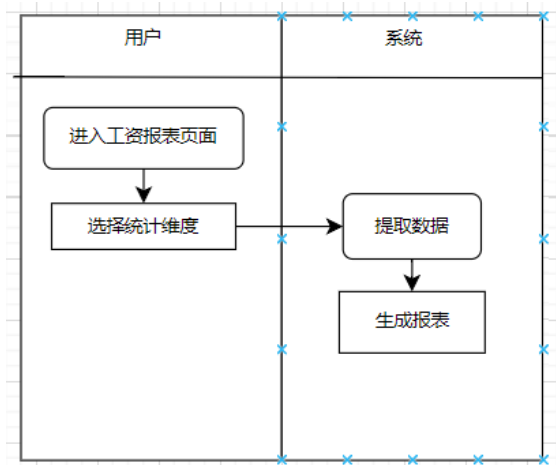 用户
系统
进入工资报表页面
选择统计维度
提取数据
生成报表